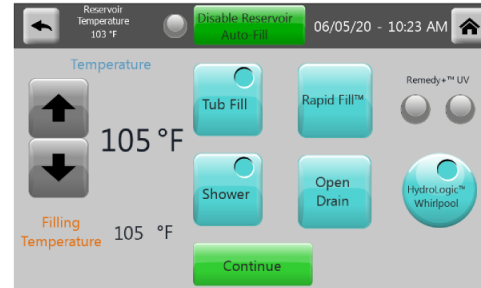 Reservoir
Temperature
103 °F
Disable Reservoir
Auto-Fill
06/05/20 - 10:23 AM
Temperature
105 °F
Tub Fill
Rapid Fill™
Remedy+™ UV
Shower
Open
Drain
HydroLogic™
Whirlpool
Filling
Temperature
105 °F
Continue